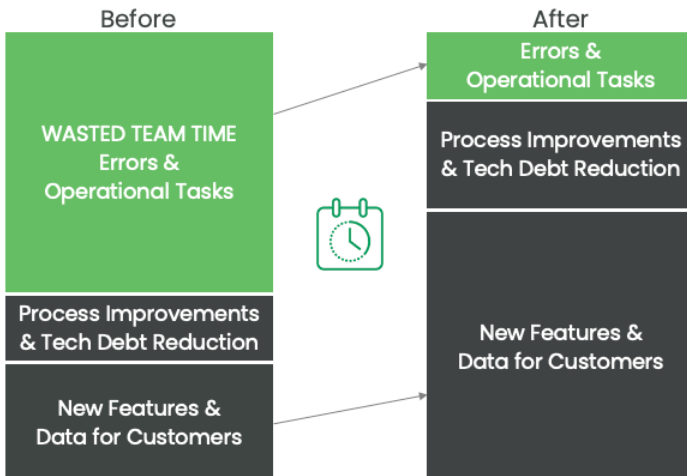 Before
WASTED TEAM TIME
Errors &
Operational Tasks
Process Improvements
& Tech Debt Reduction
New Features &
Data for Customers
After
Errors &
Operational Tasks
Process Improvements
& Tech Debt Reduction
New Features &
Data for Customers